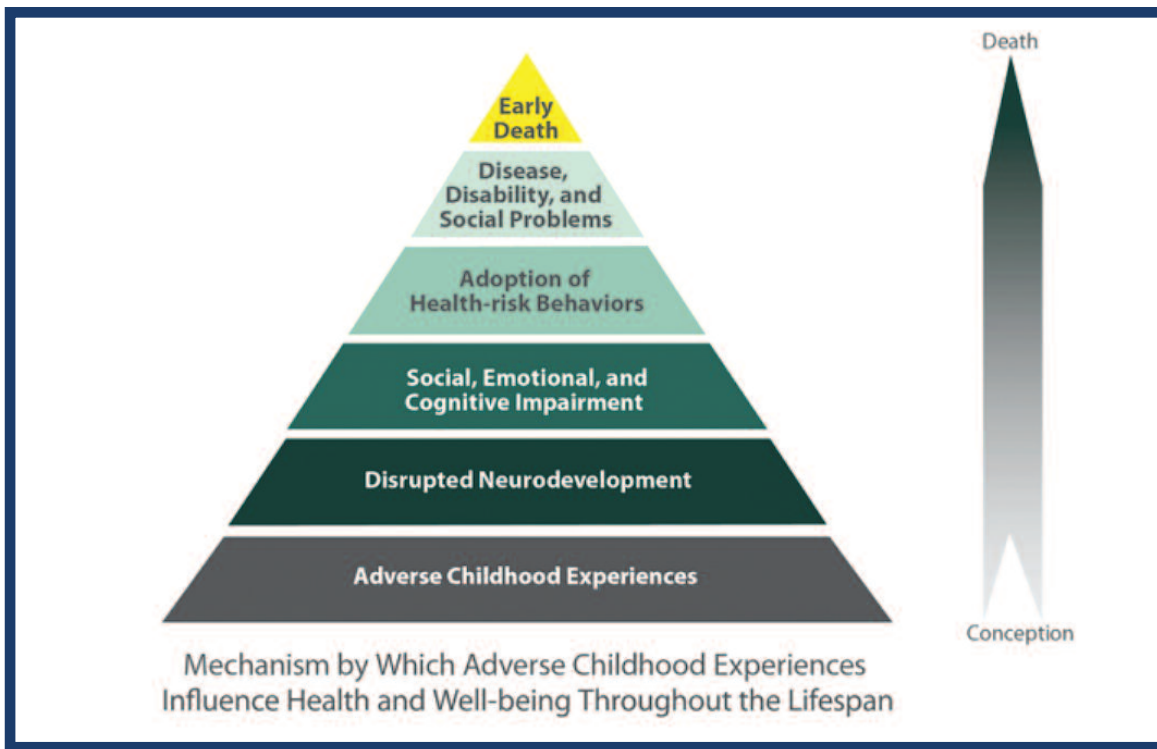 Death
Early
Death
Disease,
Disability, and
Social Problems
Adoption of
Health-risk Behaviors
Social, Emotional, and
Cognitive Impairment
Disrupted Neurodevelopment
Adverse Childhood Experiences
Conception
Mechanism by Which Adverse Childhood Experiences
Influence Health and Well-being Throughout the Lifespan